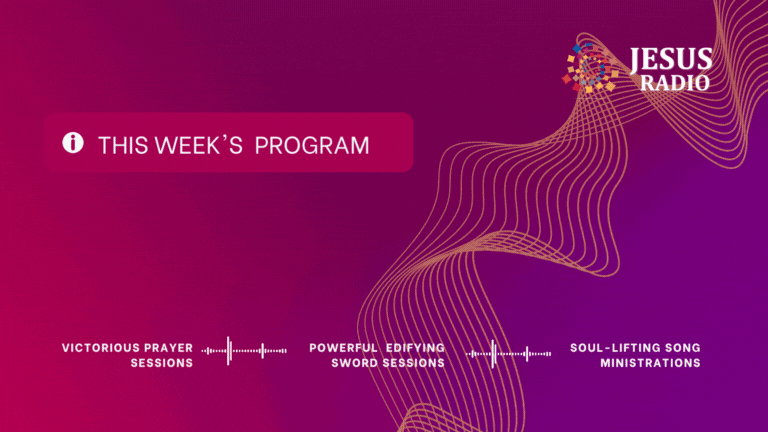 JESUS
RADIO
THIS WEEK'S PROGRAM
VICTORIOUS PRAYER
SESSIONS
POWERFUL EDIFYING
SWORD SESSIONS
SOUL-LIFTING SONG
MINISTRATIONS